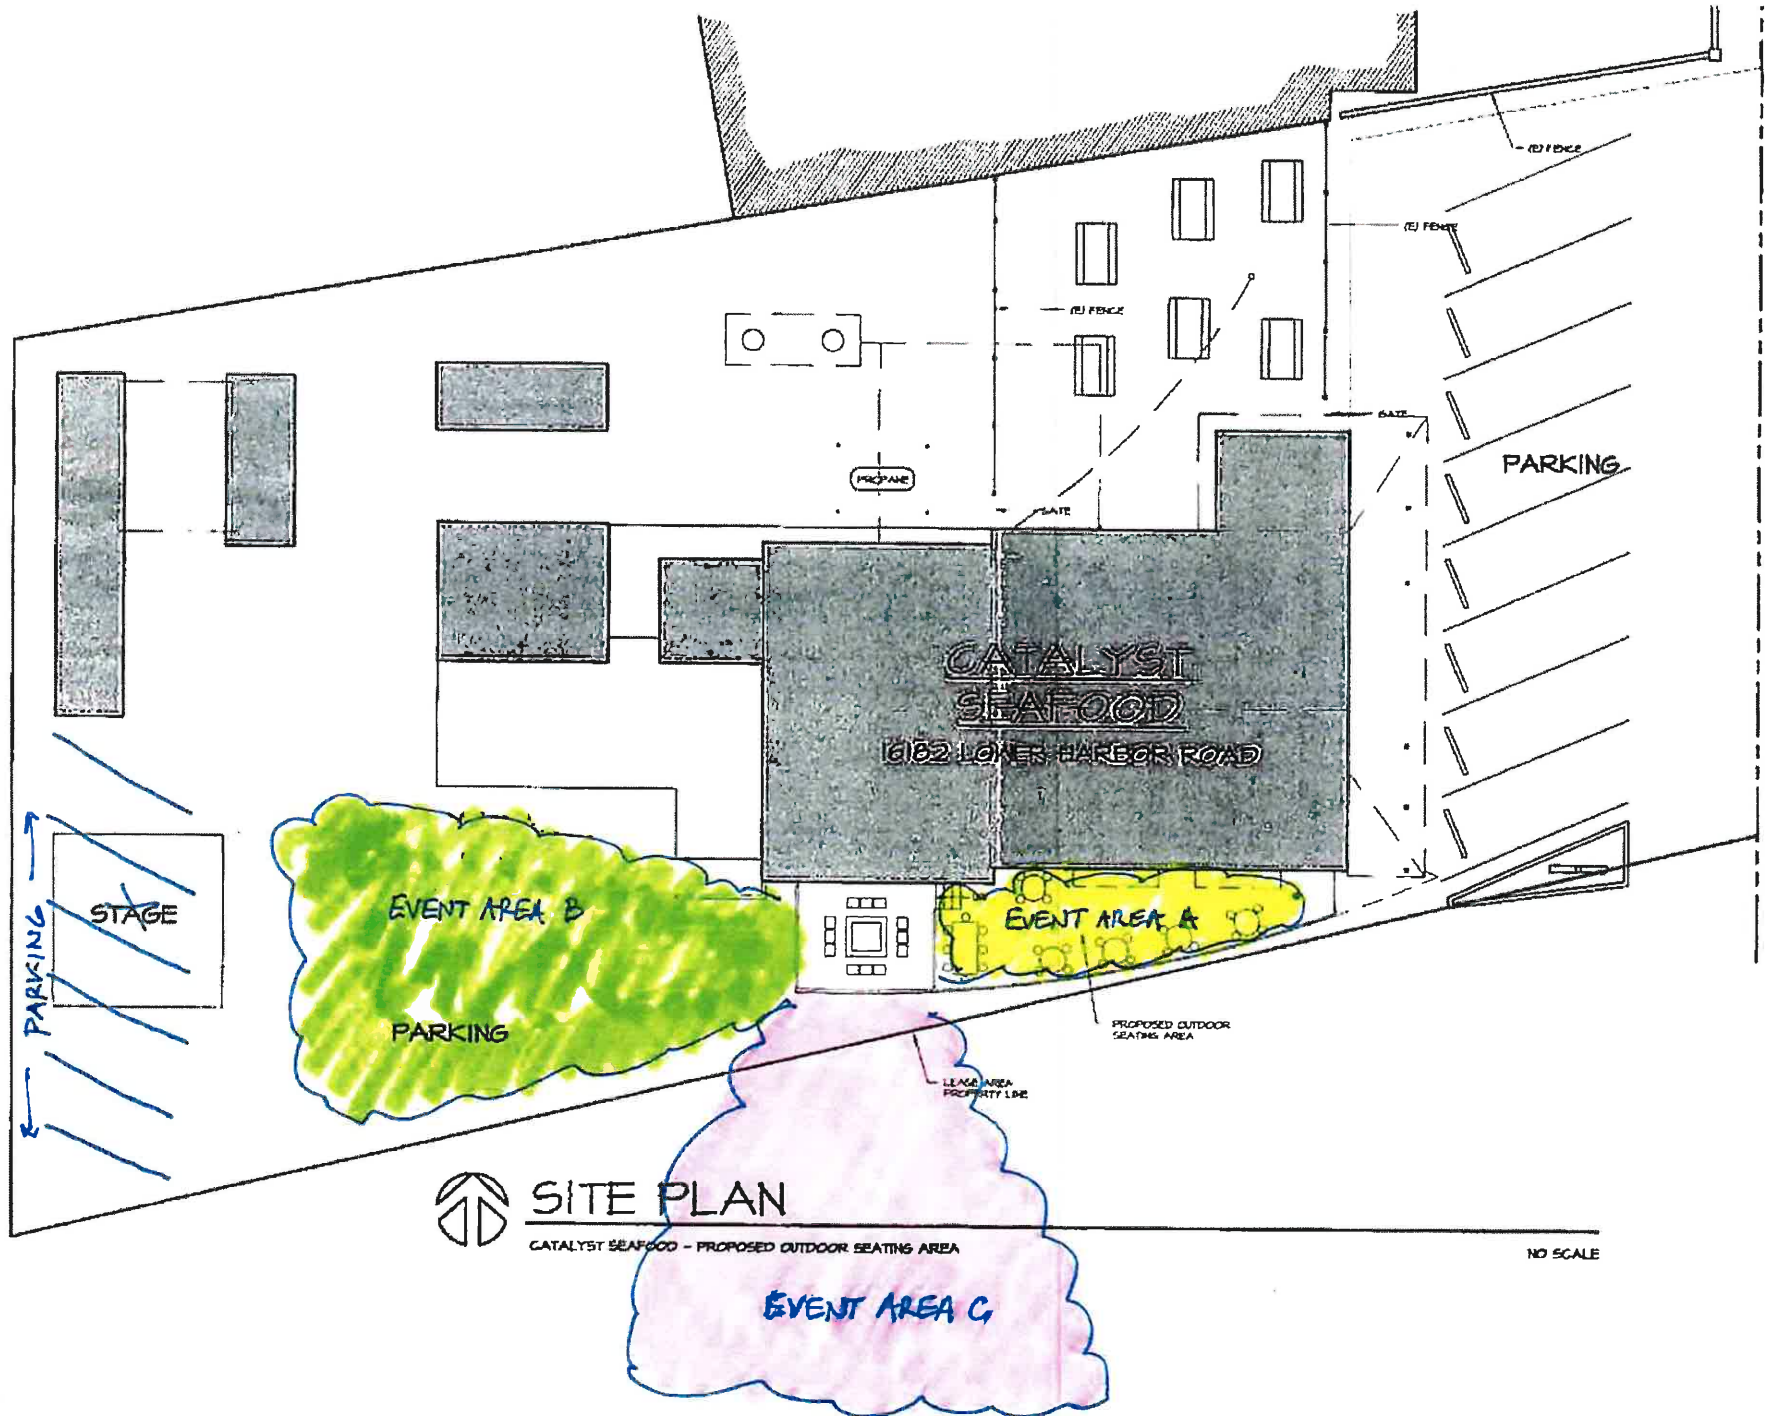 (E) FENCE
(E) FENCE
(E) FENCE
GATE
PARKING
PROPANE
GATE
CATALYST
SEAFOOD
16182 LOWER HARBOR ROAD
PARKING
STAGE
EVENT AREA B
EVENT AREA A
PARKING
PROPOSED OUTDOOR
SEATING AREA
LEASE AREA
PROPERTY LINE
SITE PLAN
CATALYST SEAFOOD - PROPOSED OUTDOOR SEATING AREA
NO SCALE
EVENT AREA C